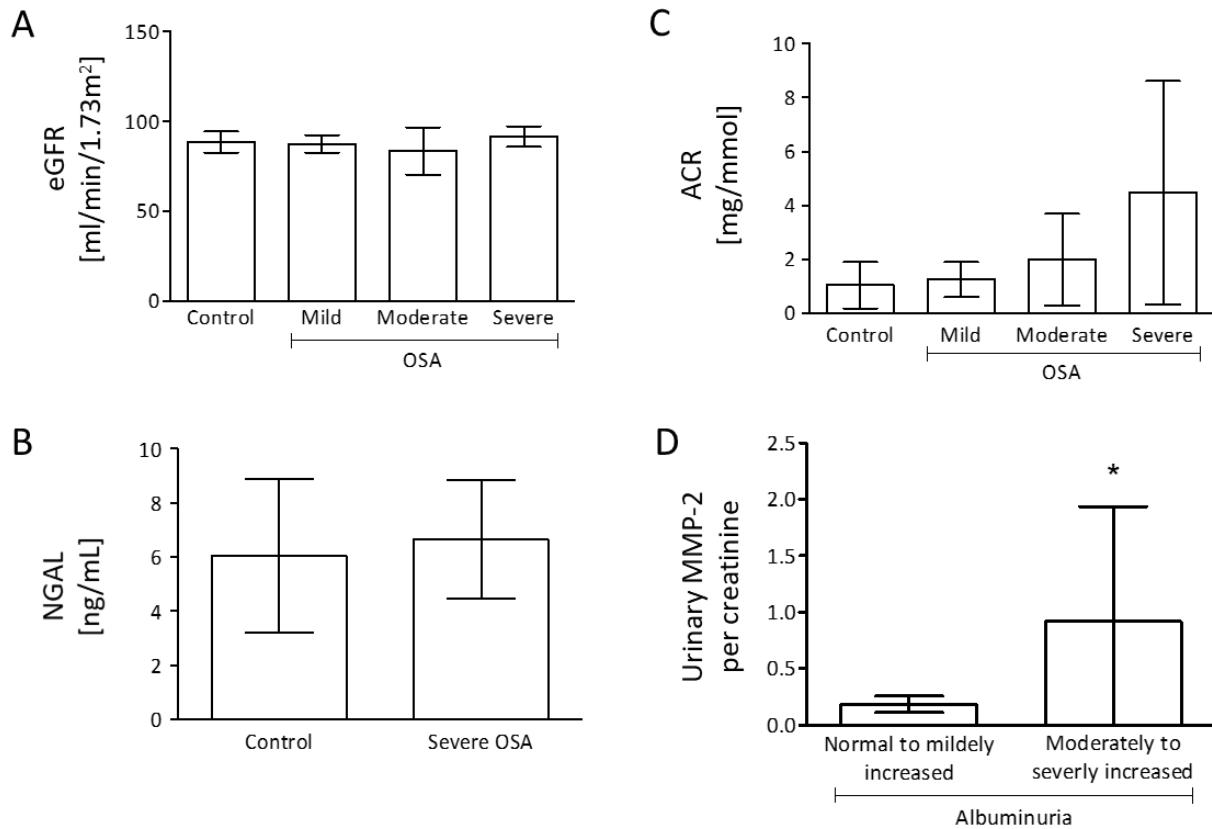 A
eGFR
[ml/min/1.73m²]
150
100
50
0
Control
Mild
Moderate
Severe
OSA
C
ACR
[mg/mmol]
10
8
6
4
2
0
Control
Mild
Moderate
Severe
OSA
B
NGAL
[ng/mL]
10
8
6
4
2
0
Control
Severe OSA
D
Urinary MMP-2
per creatinine
2.5
2.0
1.5
1.0
0.5
0.0
*
Normal to mildely
increased
Moderately to
severly increased
Albuminuria